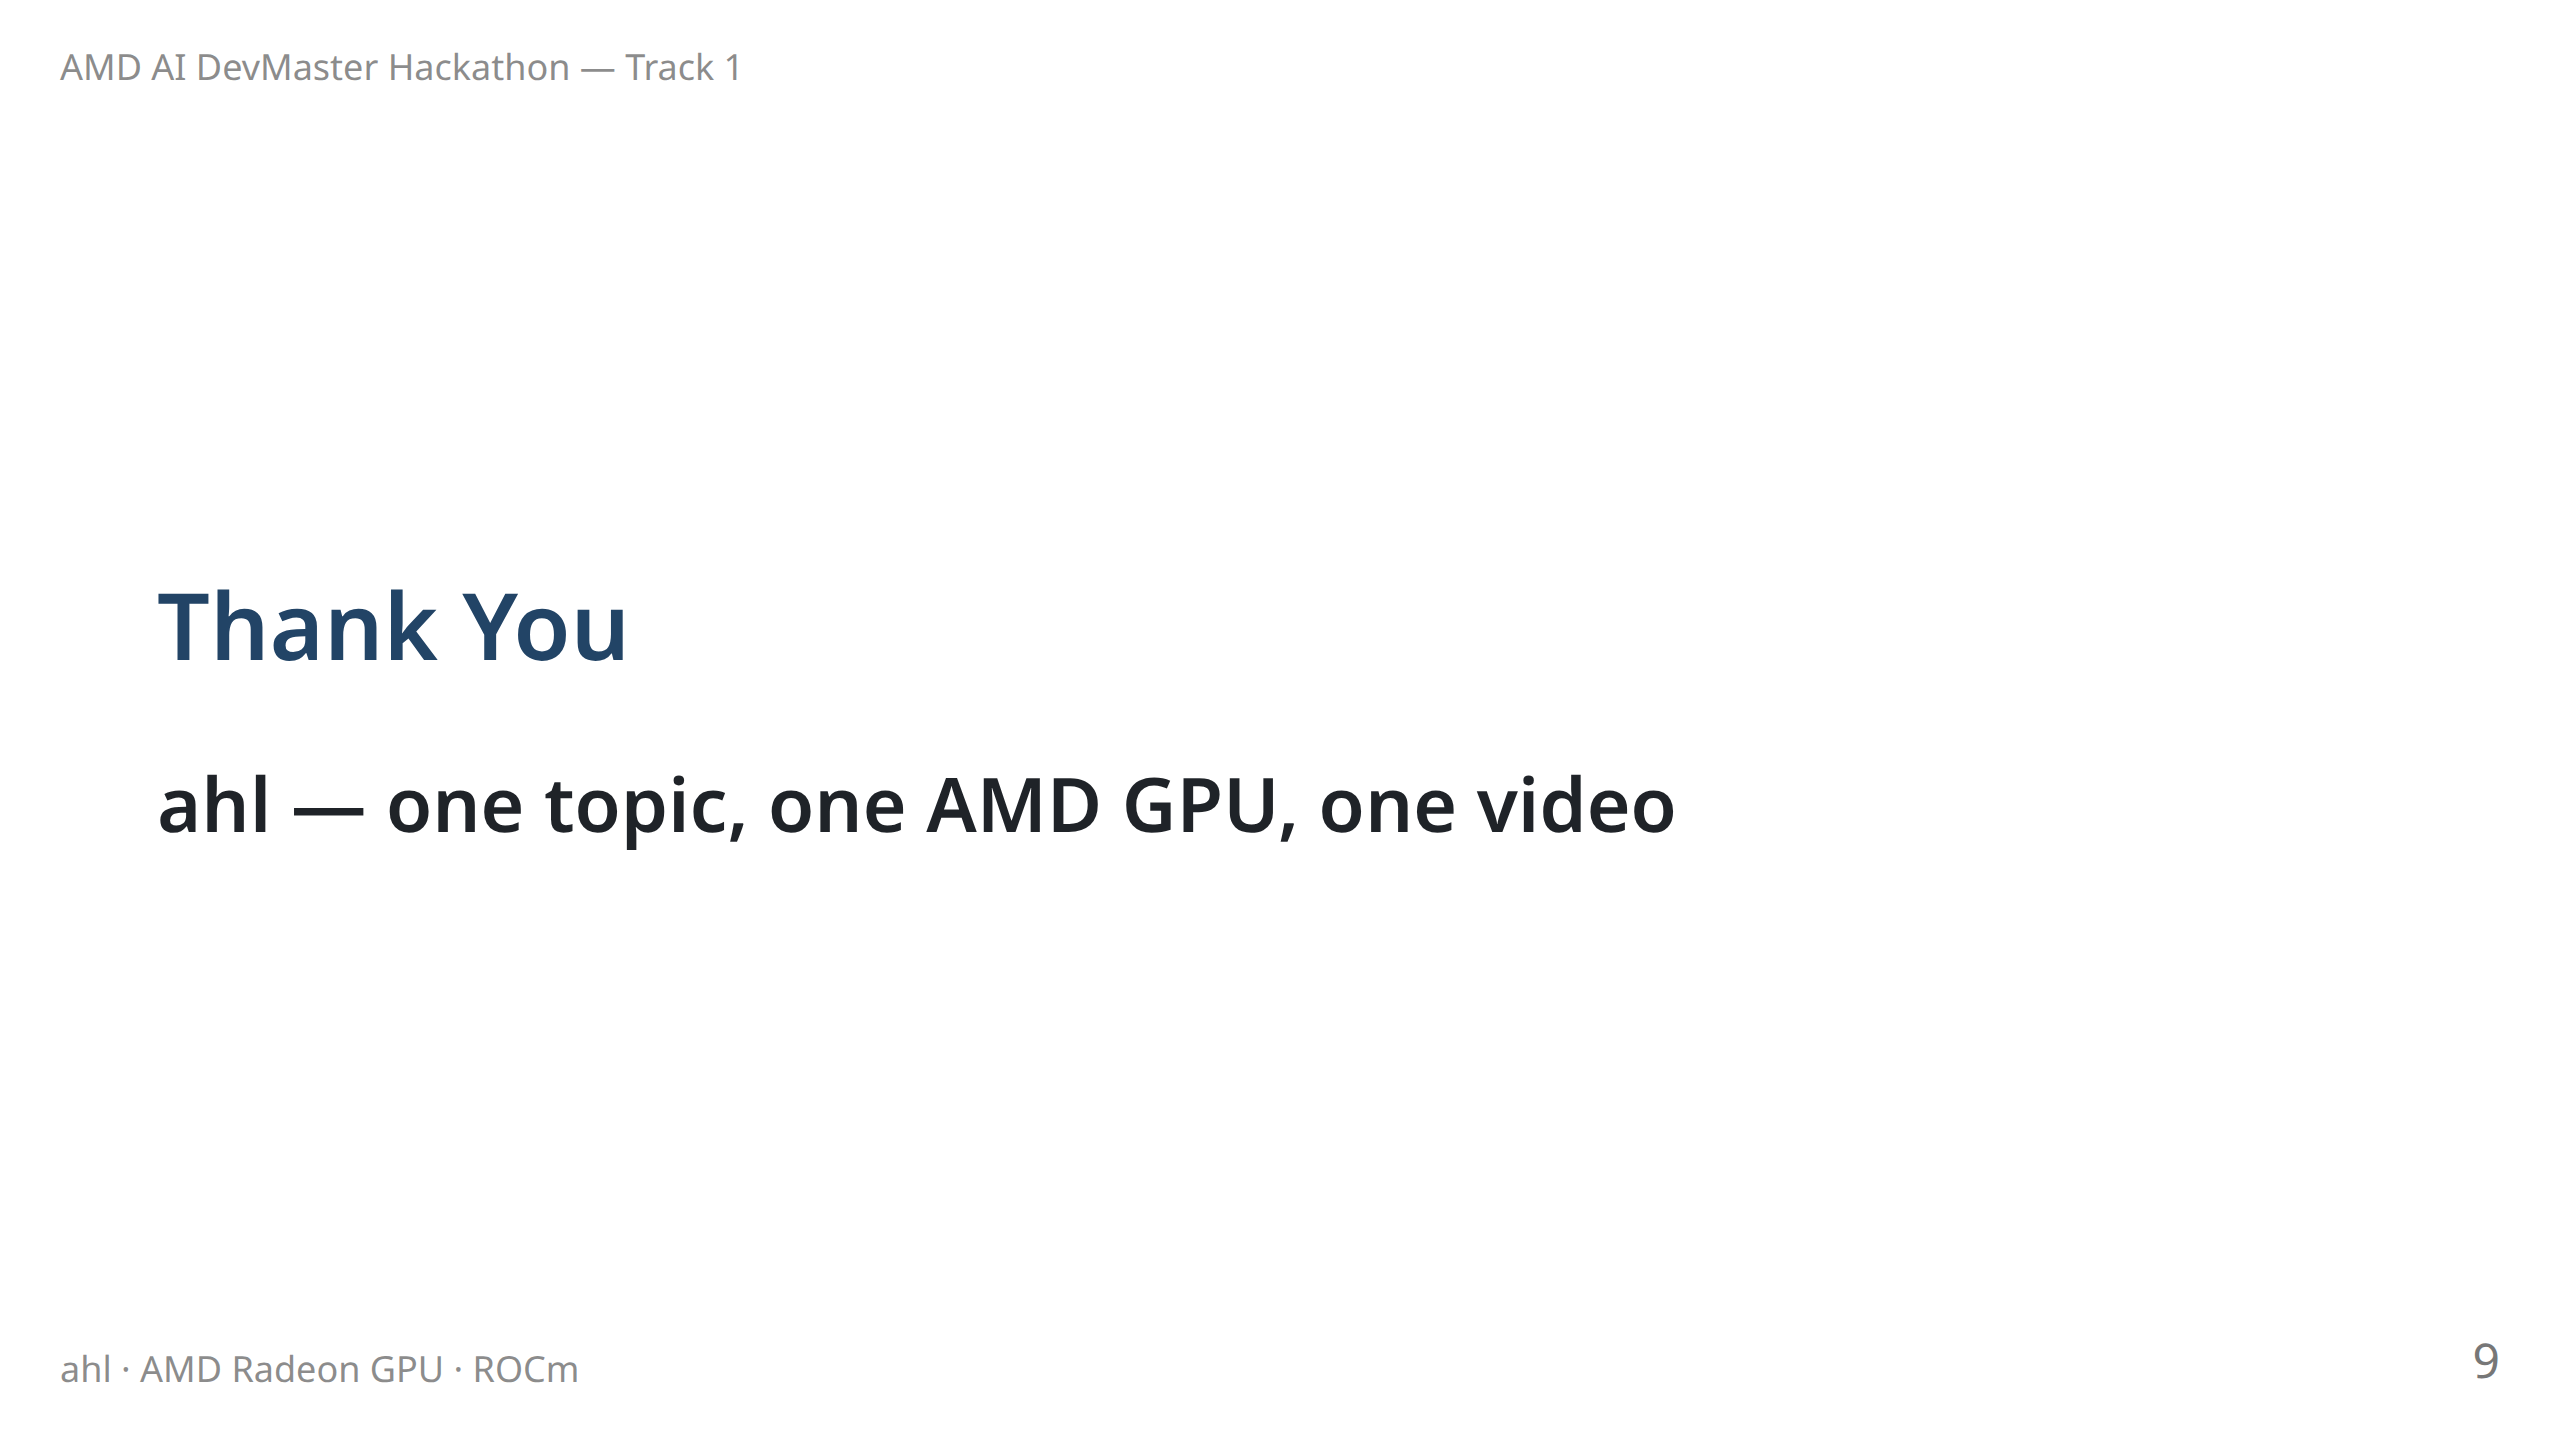 AMD AI DevMaster Hackathon — Track 1
Thank You
ahl — one topic, one AMD GPU, one video
ahl · AMD Radeon GPU · ROCm
9